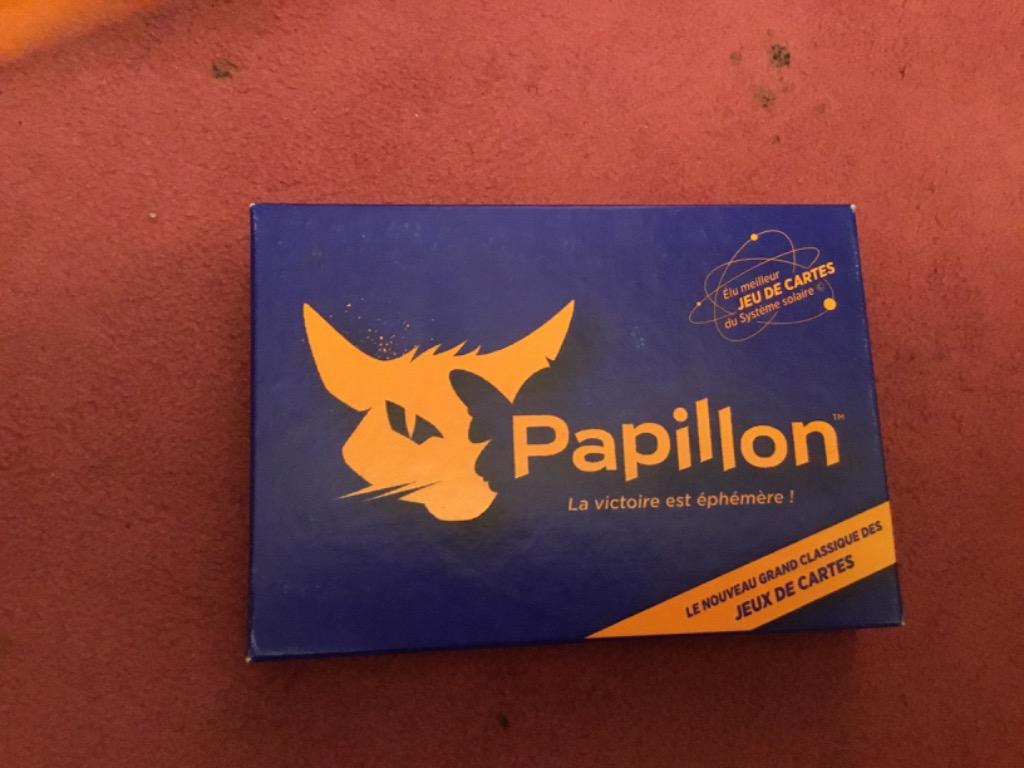 Élu meilleur
JEU DE CARTES
du Système solaire ©
Papillon™
La victoire est éphémère !
LE NOUVEAU GRAND CLASSIQUE DES
JEUX DE CARTES